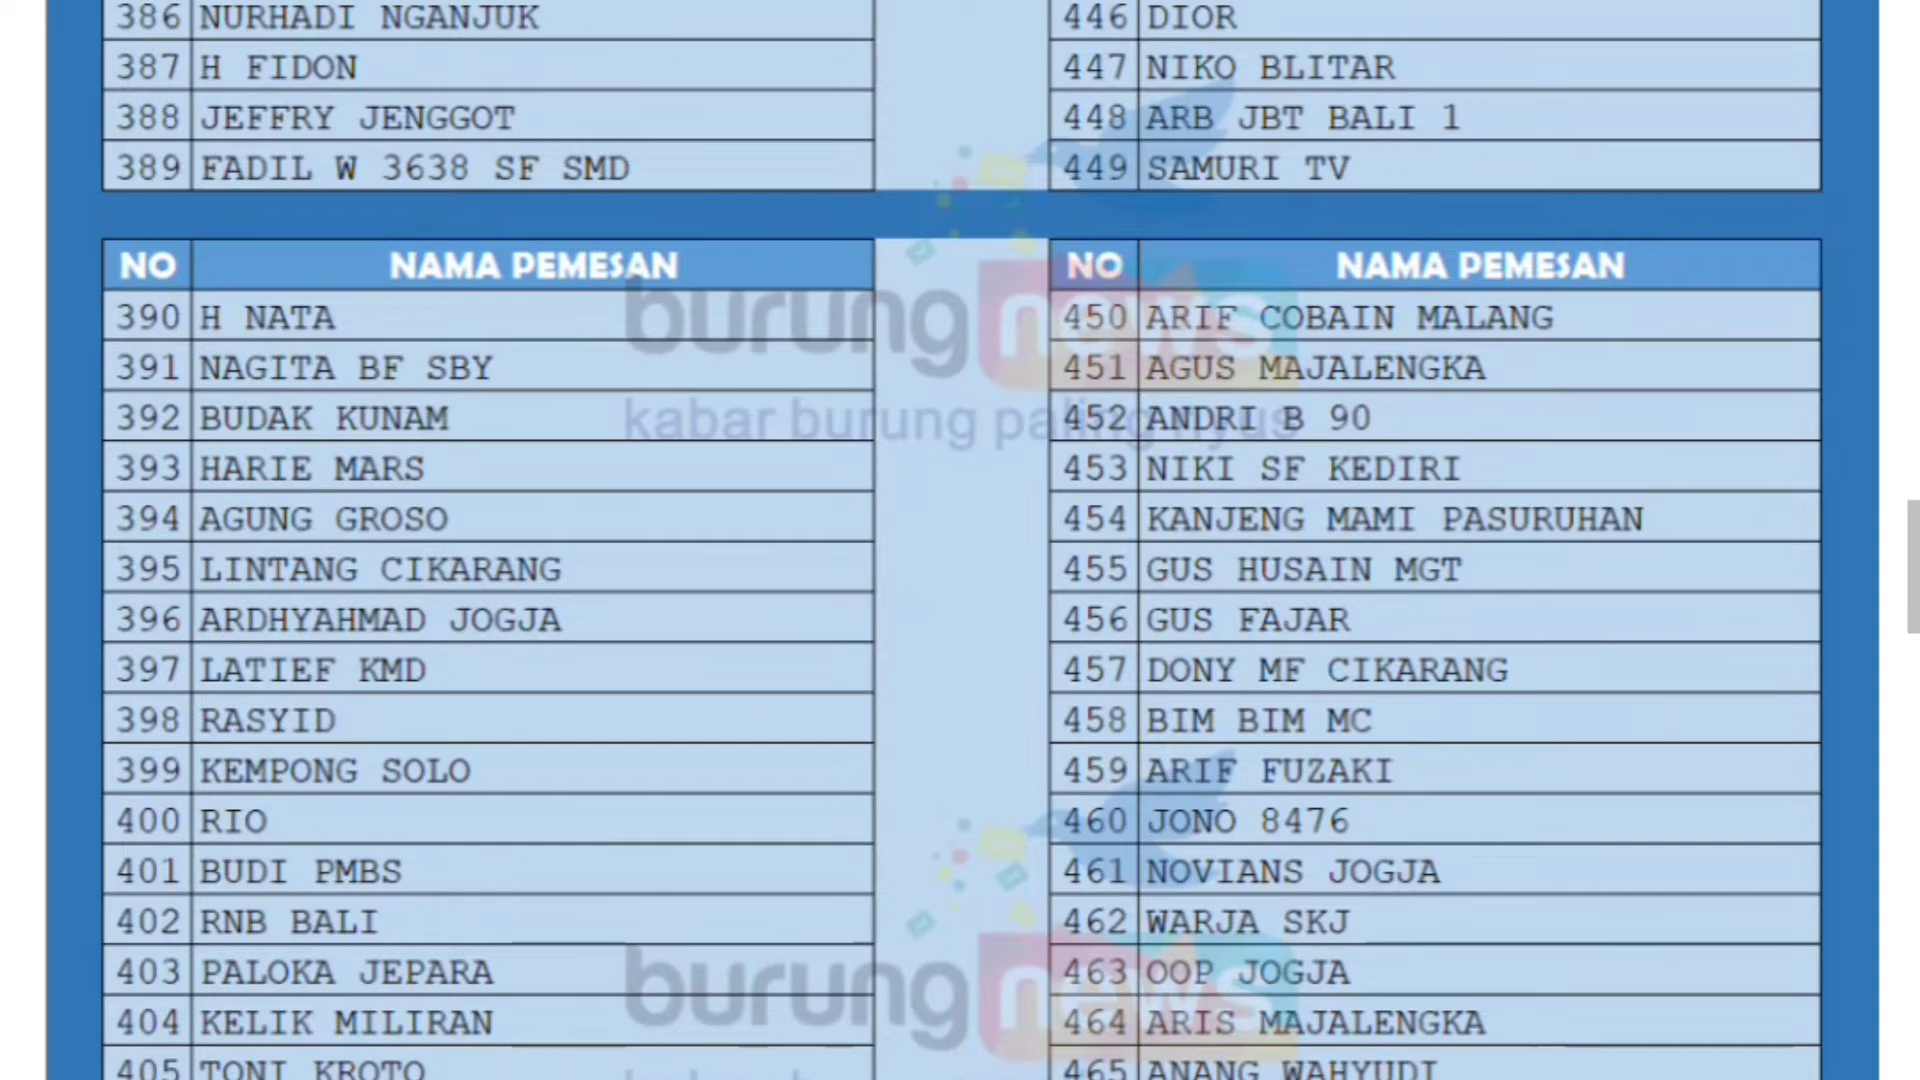 386 NURHADI NGANJUK
387 H FIDON
388 JEFFRY JENGGOT
389 FADIL W 3638 SF SMD
446 DIOR
447 NIKO BLITAR
448 ARB JBT BALI 1
449 SAMURI TV
NO NAMA PEMESAN
390 H NATA
391 NAGITA BF SBY
392 BUDAK KUNAM
393 HARIE MARS
394 AGUNG GROSO
395 LINTANG CIKARANG
396 ARDHYAHMAD JOGJA
397 LATIEF KMD
398 RASYID
399 KEMPONG SOLO
400 RIO
401 BUDI PMBS
402 RNB BALI
403 PALOKA JEPARA
404 KELIK MILIRAN
405 TONI KROTO
NO NAMA PEMESAN
450 ARIF COBAIN MALANG
451 AGUS MAJALENGKA
452 ANDRI B 90
453 NIKI SF KEDIRI
454 KANJENG MAMI PASURUHAN
455 GUS HUSAIN MGT
456 GUS FAJAR
457 DONY MF CIKARANG
458 BIM BIM MC
459 ARIF FUZAKI
460 JONO 8476
461 NOVIANS JOGJA
462 WARJA SKJ
463 OOP JOGJA
464 ARIS MAJALENGKA
465 ANANG WAHYUDI
burung news
kabar burung paling nyus
burung news